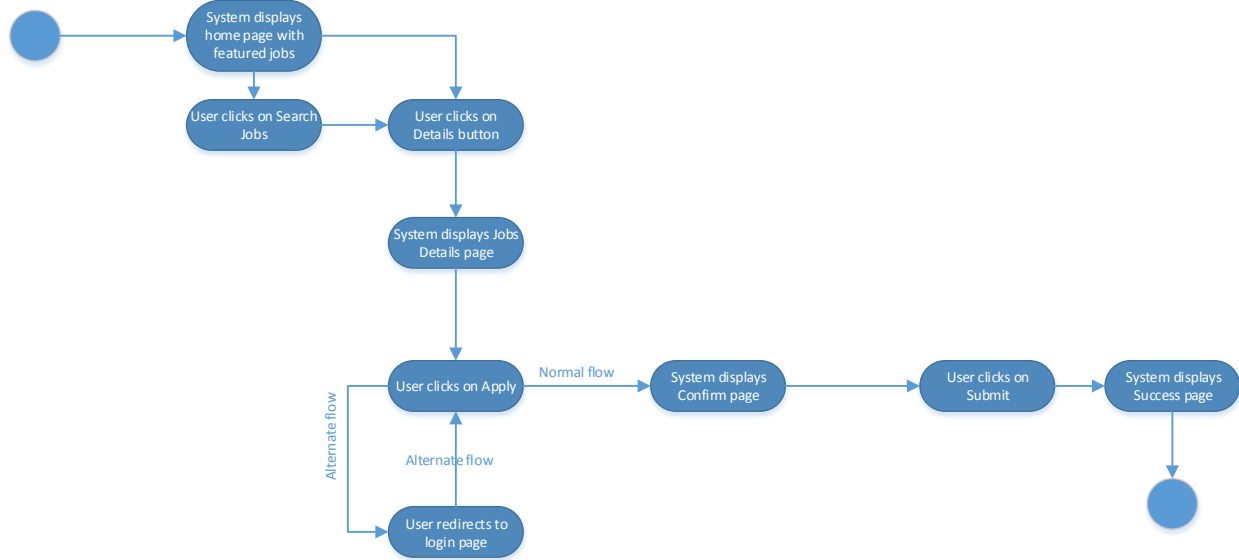 System displays
home page with
featured jobs
User clicks on Search
Jobs
User clicks on
Details button
System displays Jobs
Details page
User clicks on Apply
Normal flow
System displays
Confirm page
User clicks on
Submit
System displays
Success page
Alternate flow
Alternate flow
User redirects to
login page